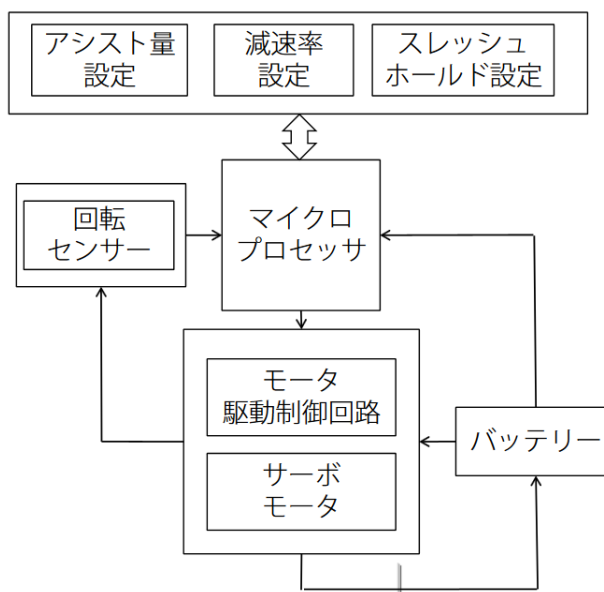 アシスト量
設定
減速率
設定
スレッシュ
ホールド設定
回転
センサー
マイクロ
プロセッサ
モータ
駆動制御回路
サーボ
モータ
バッテリー